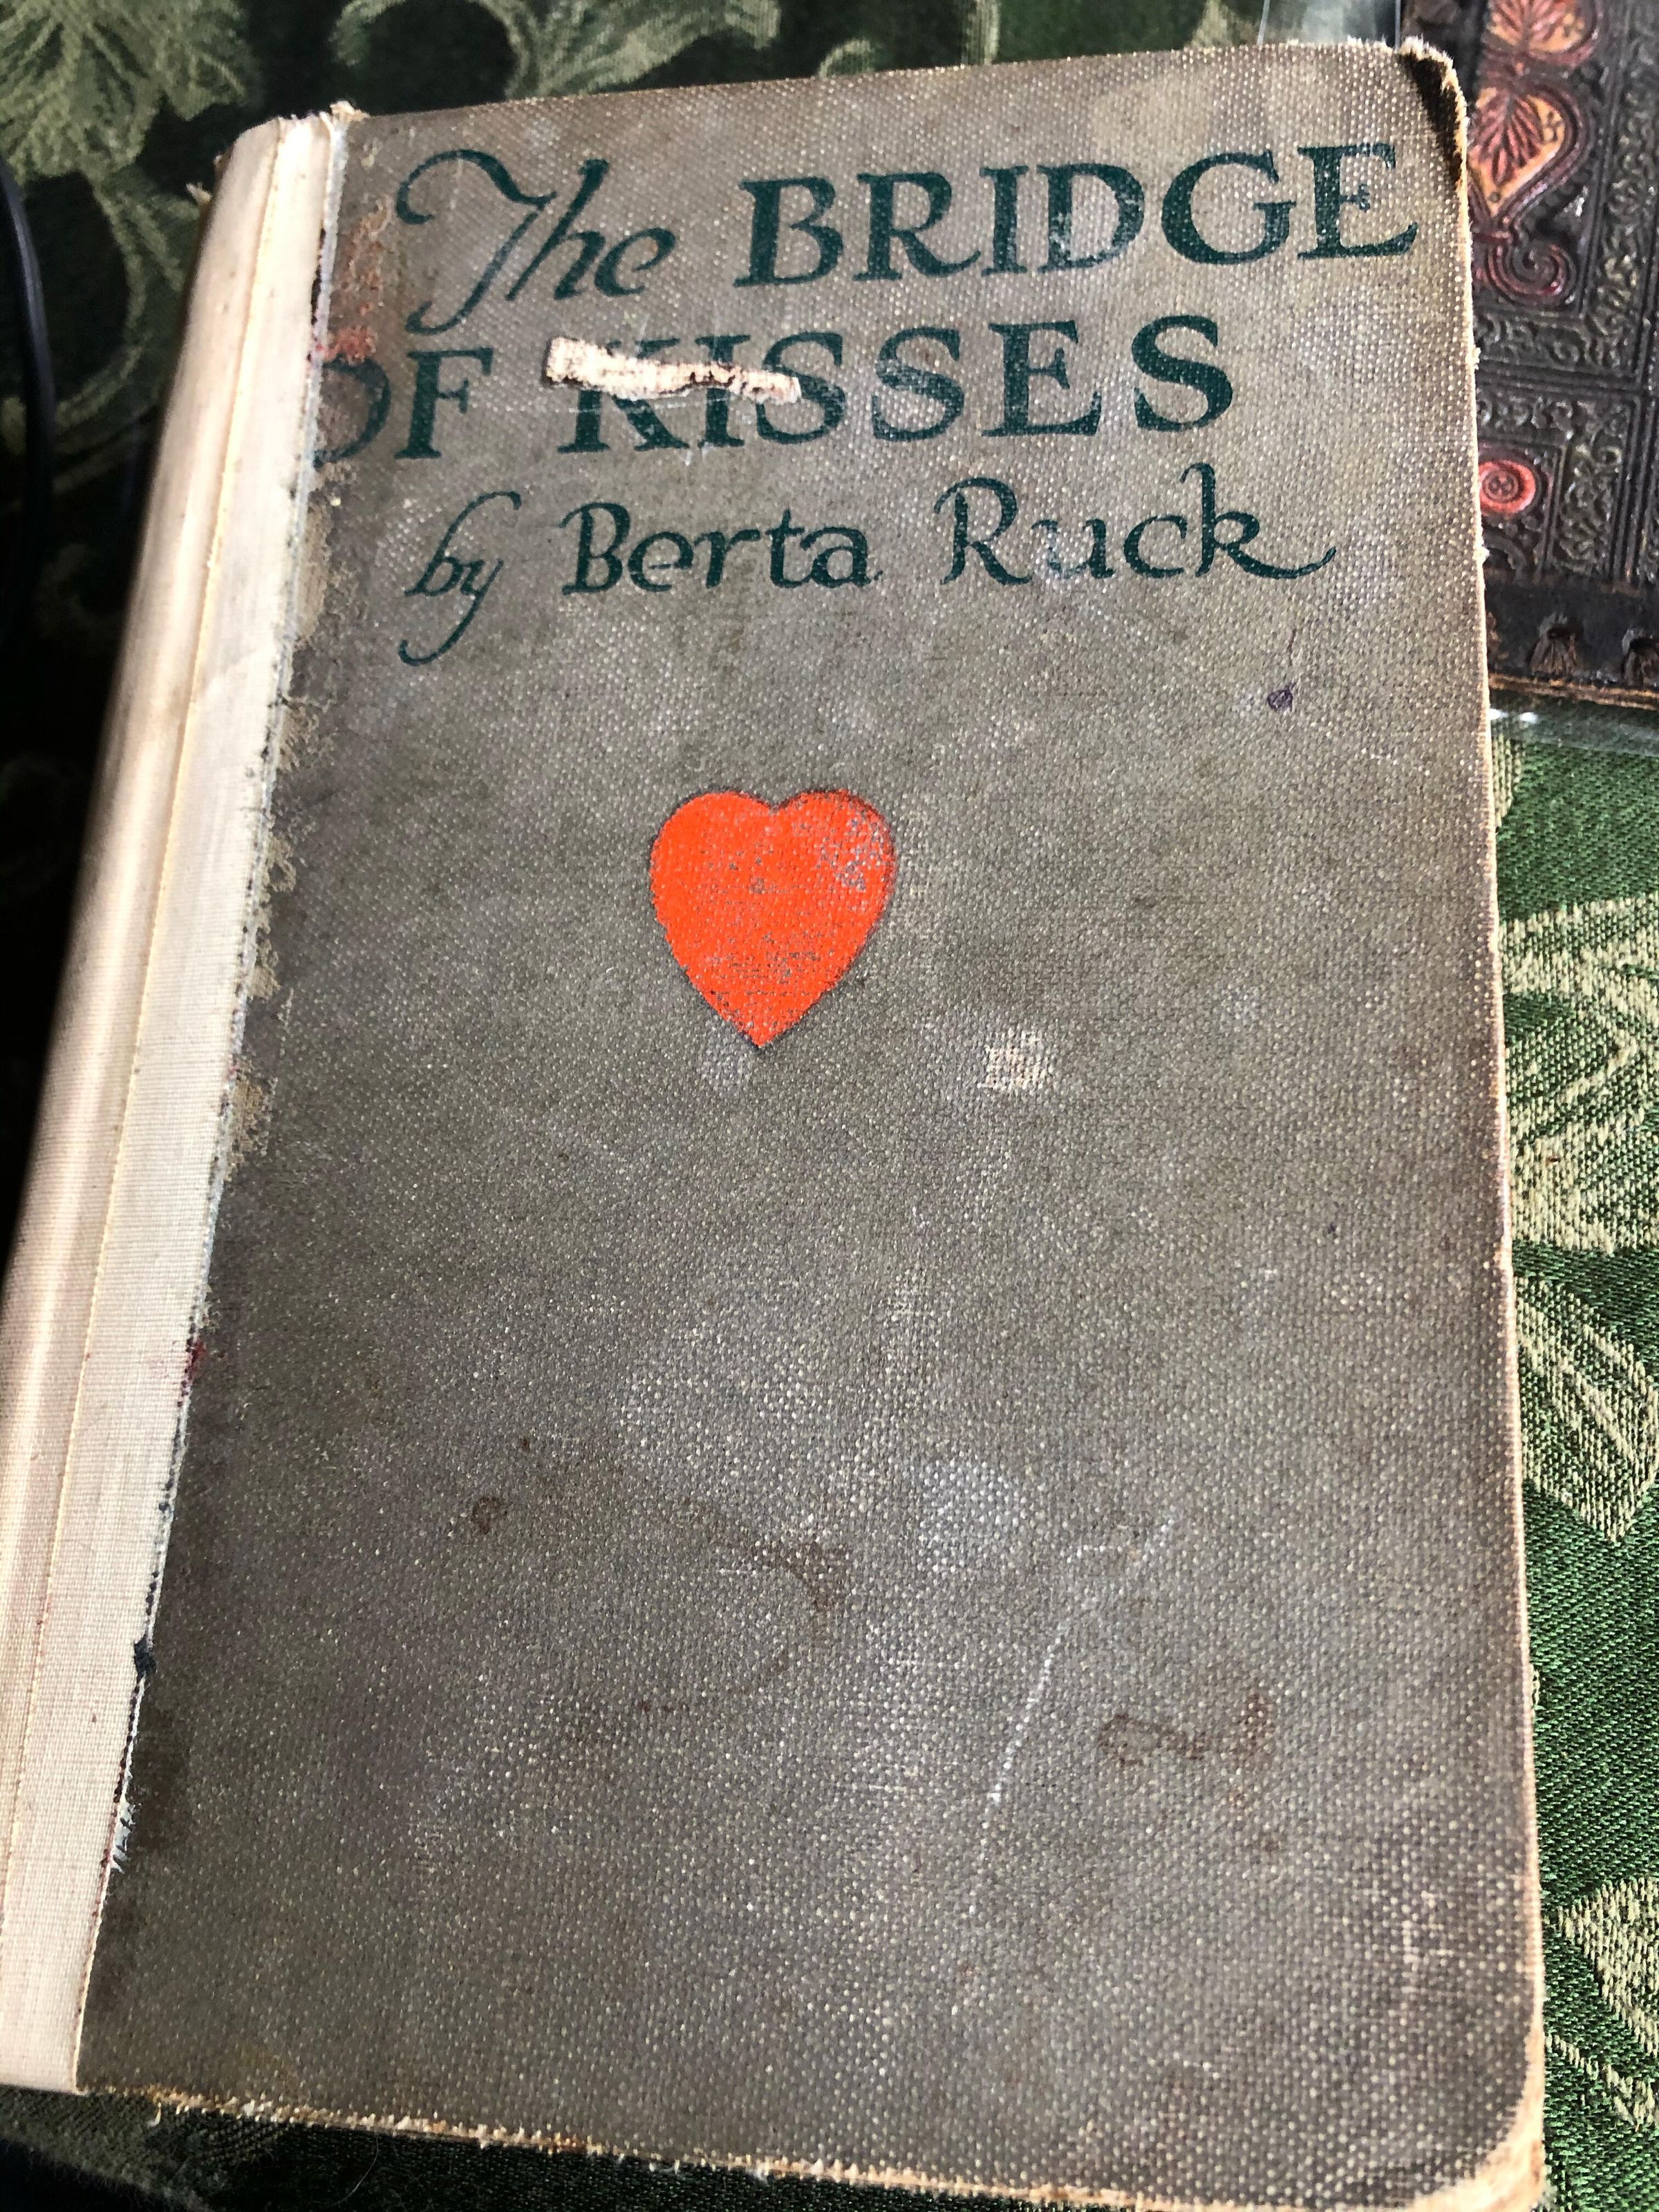 The BRIDGE
OF KISSES
by Berta Ruck